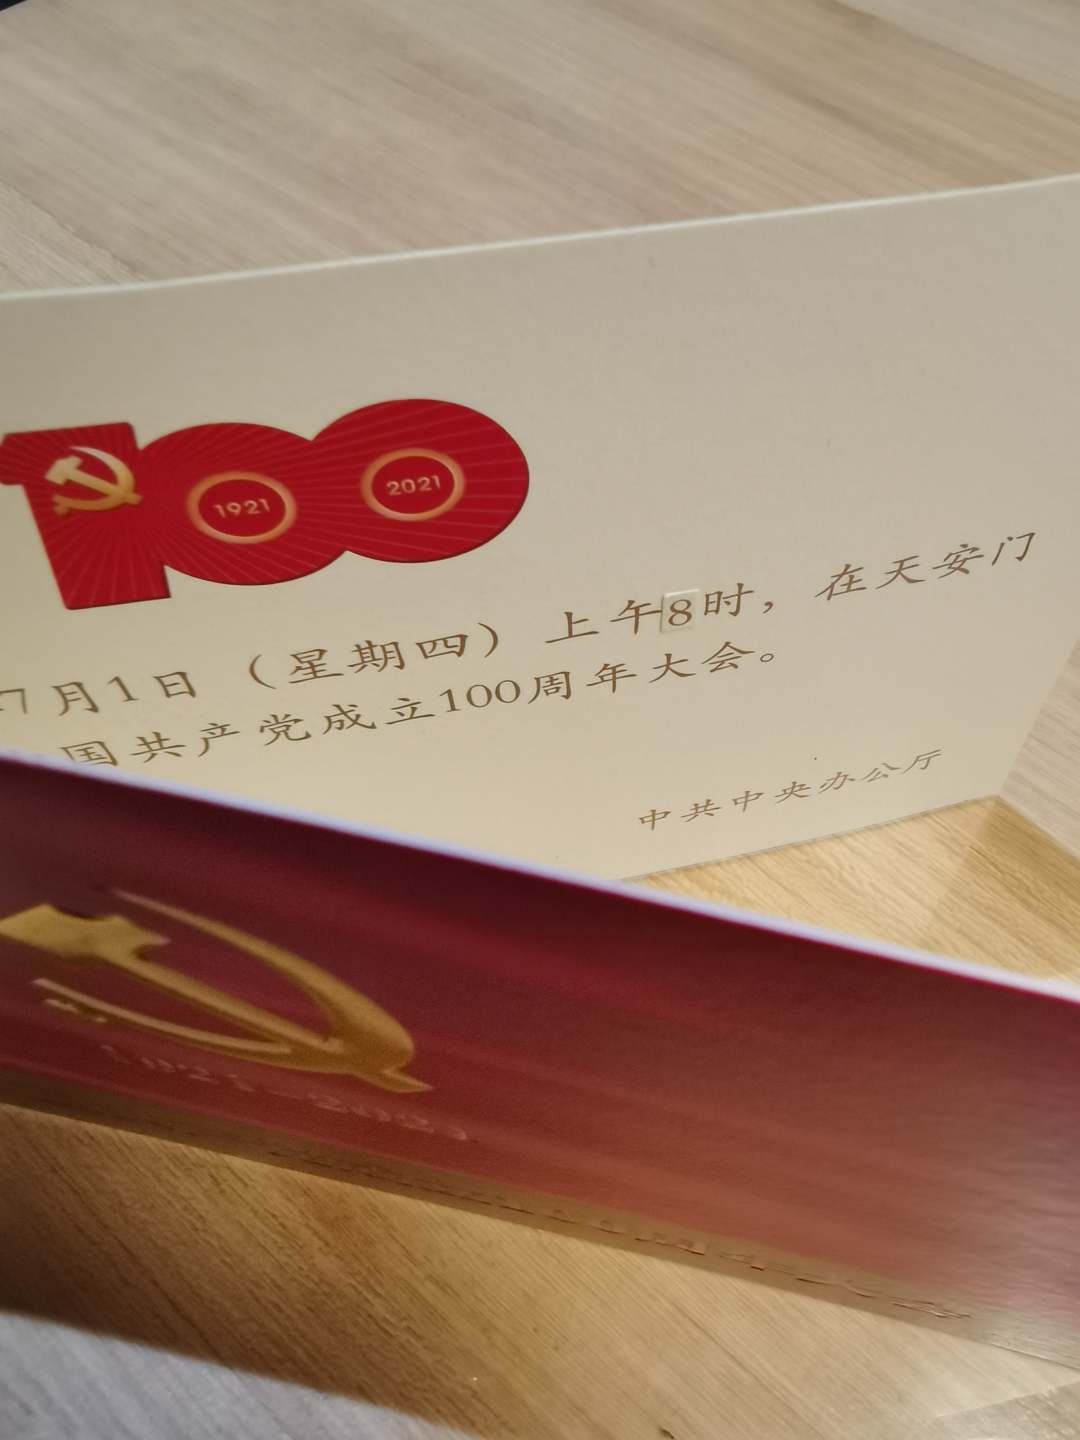 100
1921
2021
7月1日（星期四）上午8时，在天安门
国共产党成立100周年大会。
中共中央办公厅